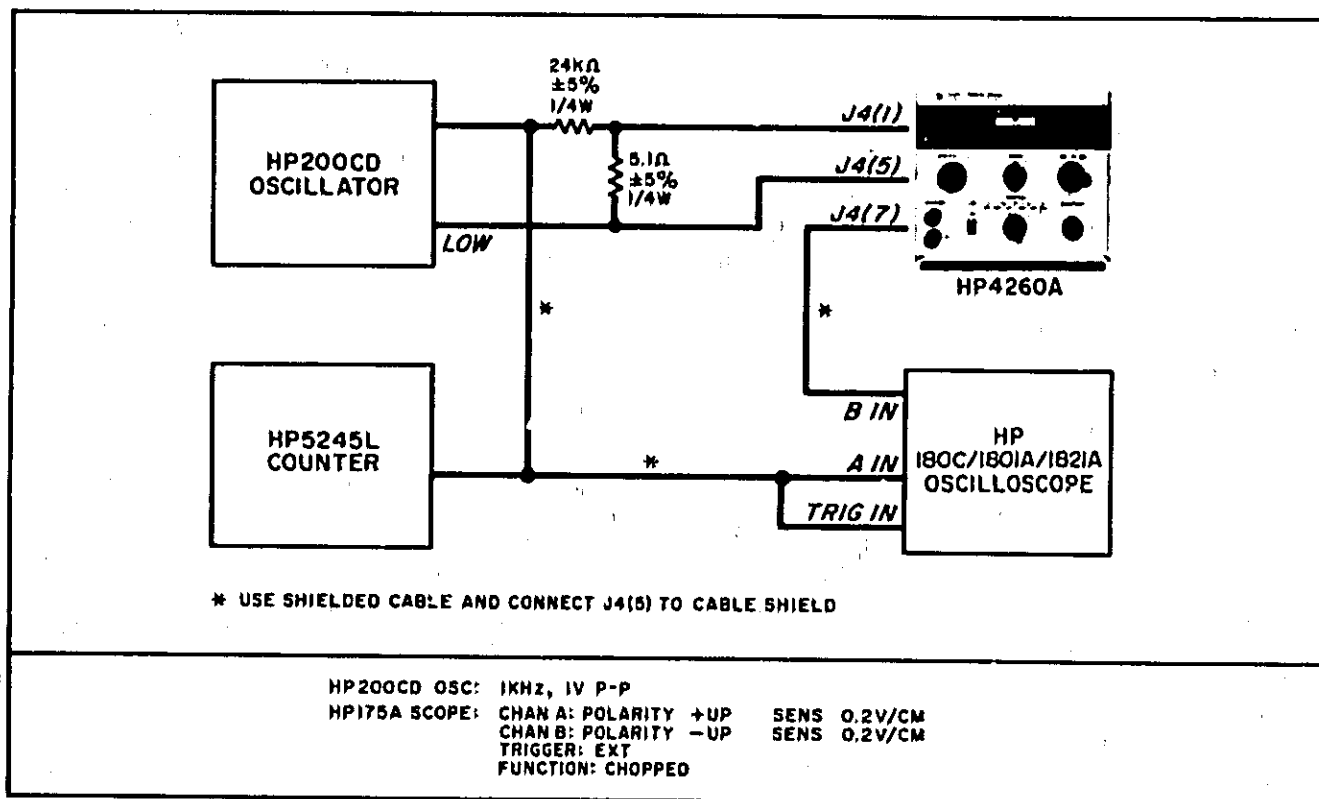 24KΩ
±5%
1/4W
J4(1)
HP200CD
OSCILLATOR
5.1Ω
±5%
1/4W
J4(5)
J4(7)
LOW
HP4260A
*
*
HP5245L
COUNTER
*
B IN
A IN
TRIG IN
HP
180C/1801A/1821A
OSCILLOSCOPE
* USE SHIELDED CABLE AND CONNECT J4(5) TO CABLE SHIELD
HP200CD OSC: 1KHz, 1V P-P
HP175A SCOPE: CHAN A: POLARITY +UP SENS 0.2V/CM
CHAN B: POLARITY -UP SENS 0.2V/CM
TRIGGER: EXT
FUNCTION: CHOPPED